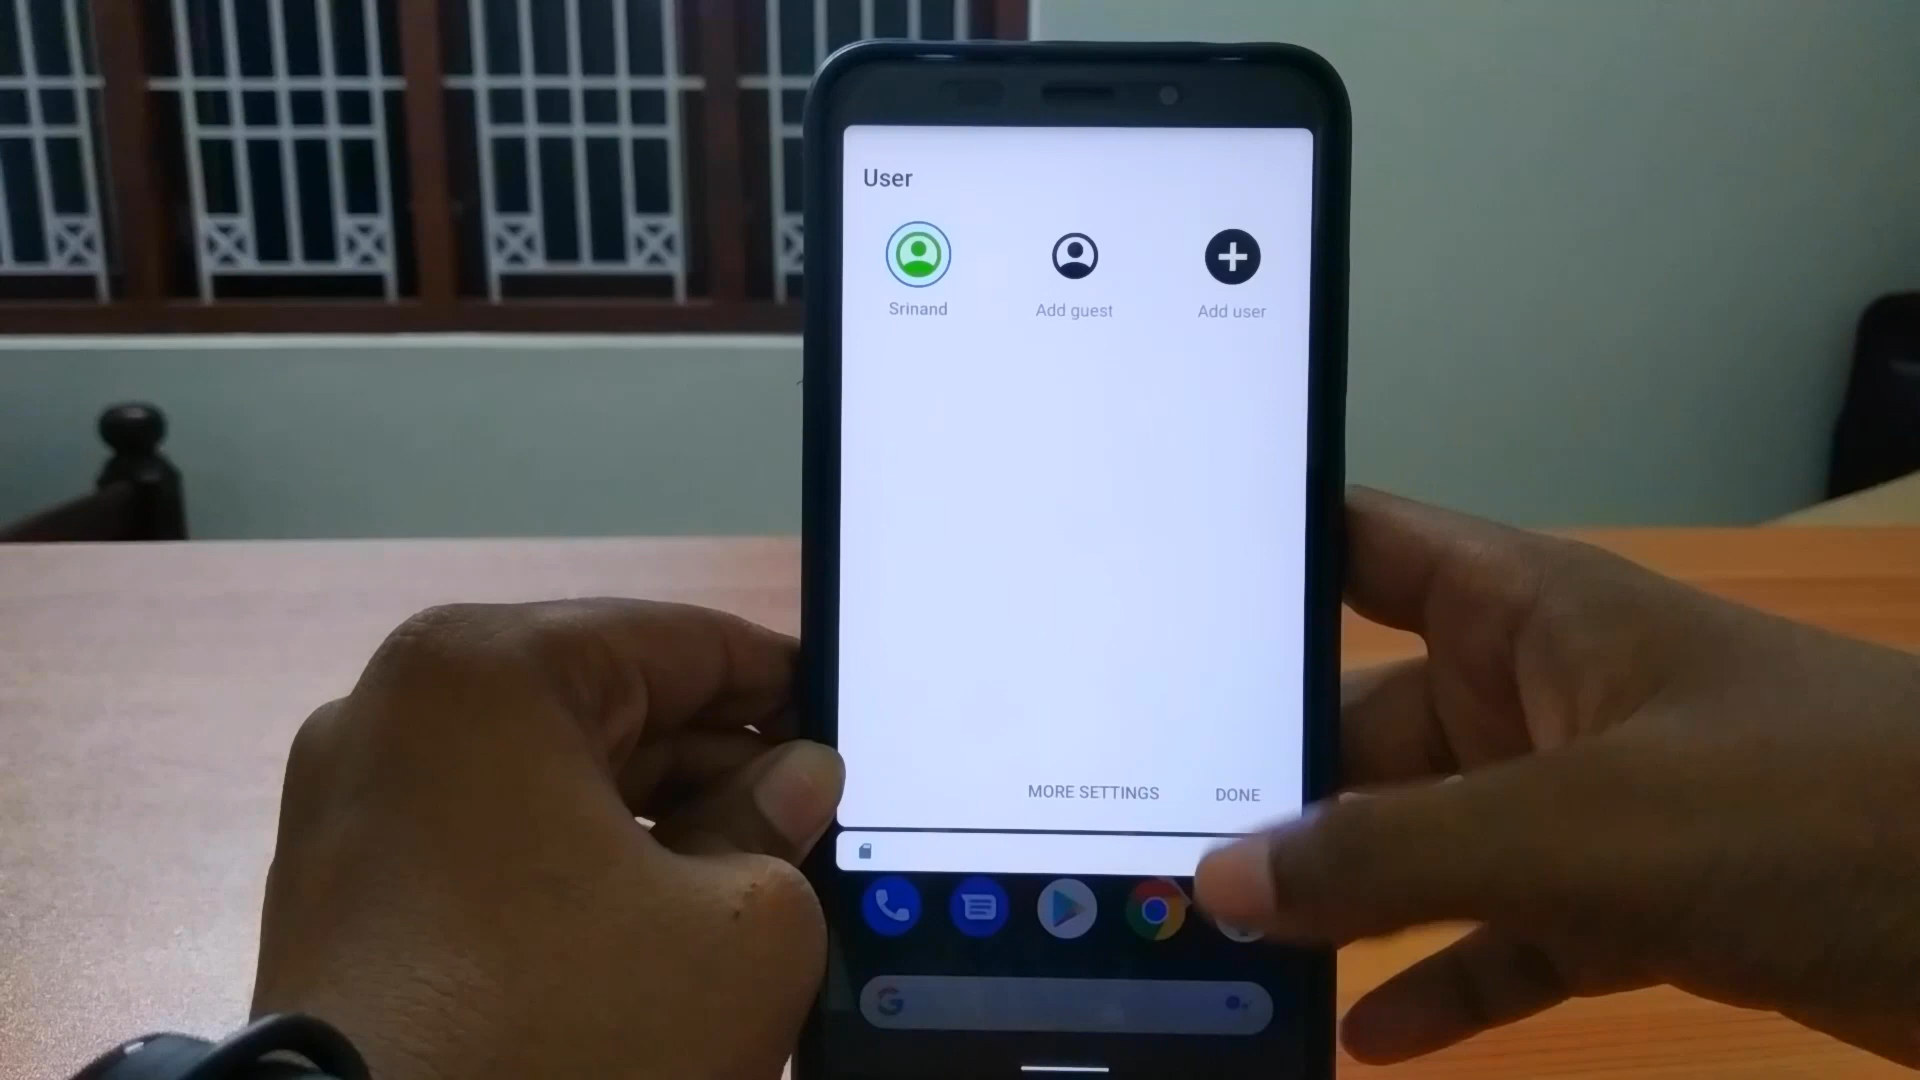 User
Srinand
Add guest
Add user
MORE SETTINGS
DONE